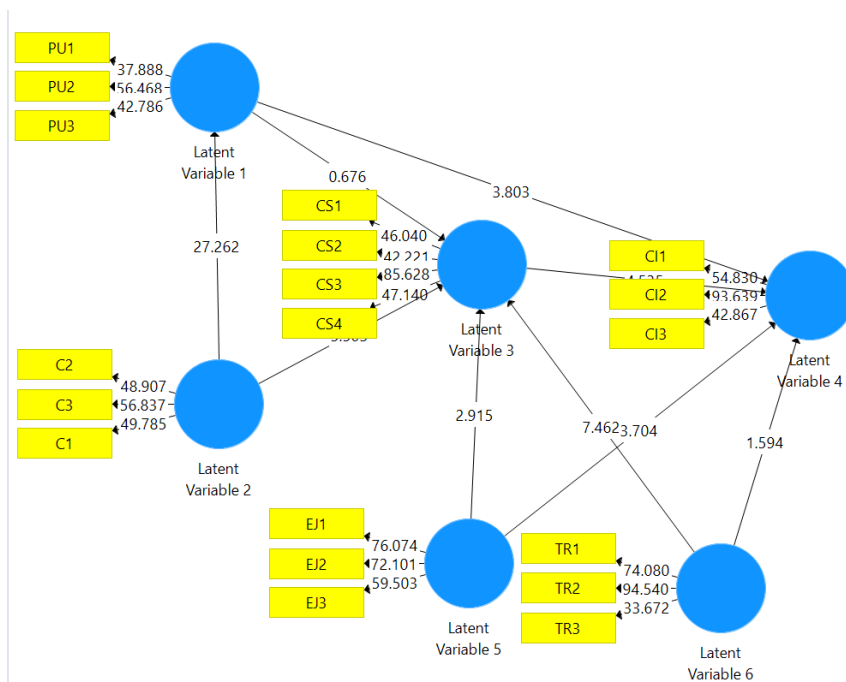 PU1
37.888
PU2
56.468
PU3
42.786
Latent
Variable 1
0.676
3.803
CS1
46.040
CS2
42.221
CS3
85.628
CS4
47.140
27.262
Latent
Variable 3
CI1
54.830
CI2
93.639
CI3
42.867
Latent
Variable 4
C2
48.907
C3
56.837
C1
49.785
Latent
Variable 2
2.915
7.462
3.704
1.594
EJ1
76.074
EJ2
72.101
EJ3
59.503
Latent
Variable 5
TR1
74.080
TR2
94.540
TR3
33.672
Latent
Variable 6